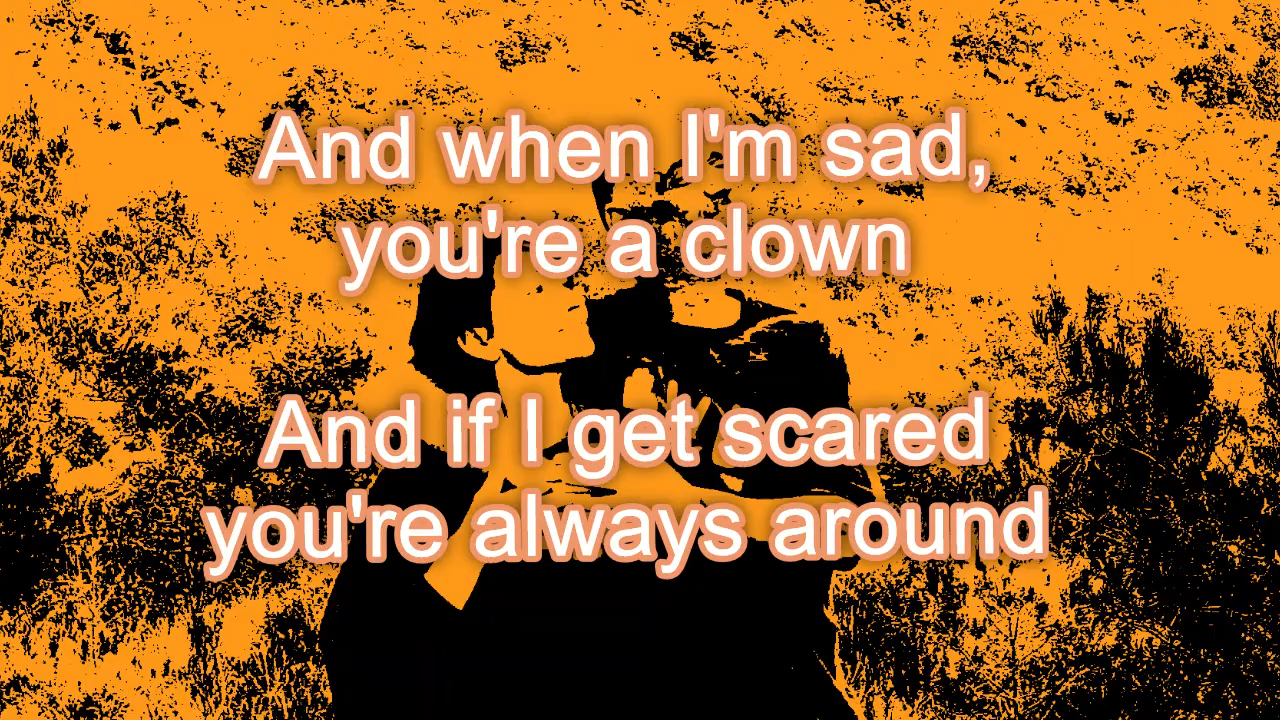 And when I'm sad,
you're a clown
And if I get scared
you're always around